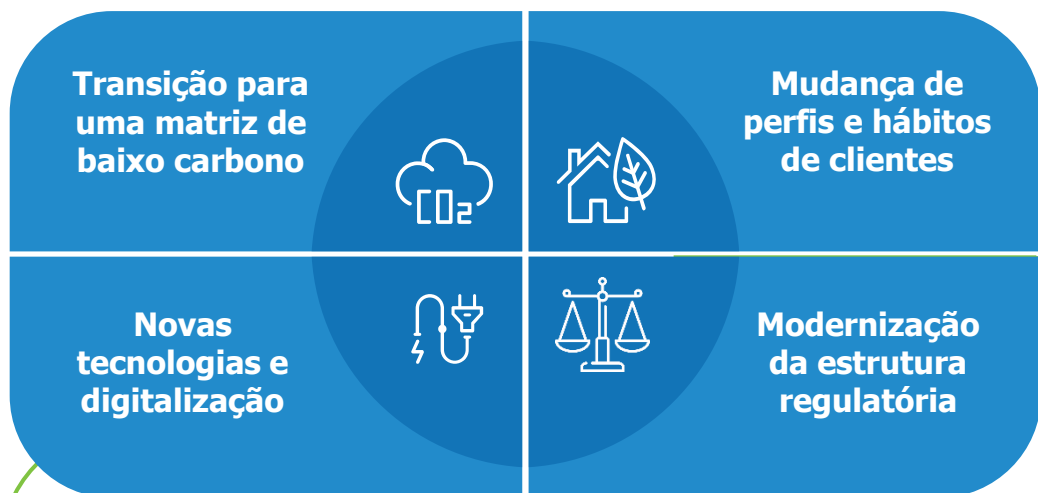 Transição para
uma matriz de
baixo carbono
CO₂
Mudança de
perfis e hábitos
de clientes
Novas
tecnologias e
digitalização
Modernização
da estrutura
regulatória